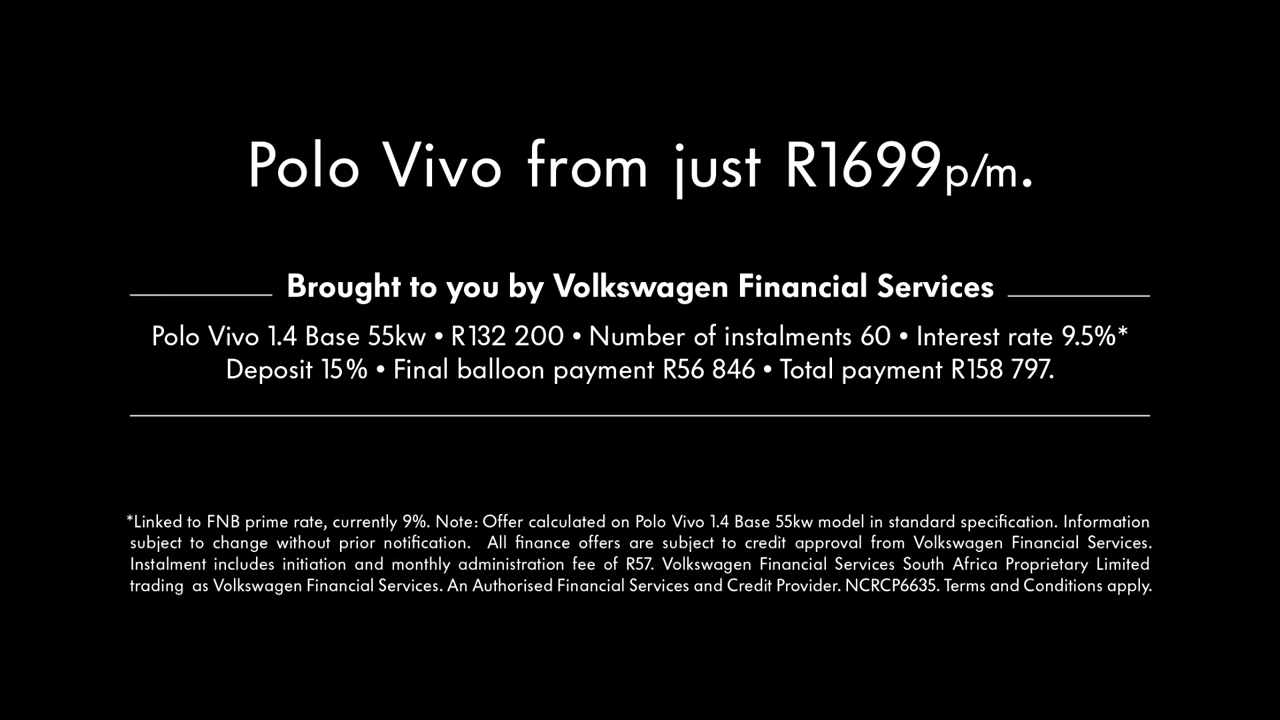 Polo Vivo from just R1699p/m.
Brought to you by Volkswagen Financial Services
Polo Vivo 1.4 Base 55kw • R132 200 • Number of instalments 60 • Interest rate 9.5%*
Deposit 15% • Final balloon payment R56 846 • Total payment R158 797.
*Linked to FNB prime rate, currently 9%. Note: Offer calculated on Polo Vivo 1.4 Base 55kw model in standard specification. Information
subject to change without prior notification. All finance offers are subject to credit approval from Volkswagen Financial Services.
Instalment includes initiation and monthly administration fee of R57. Volkswagen Financial Services South Africa Proprietary Limited
trading as Volkswagen Financial Services. An Authorised Financial Services and Credit Provider. NCRCP6635. Terms and Conditions apply.